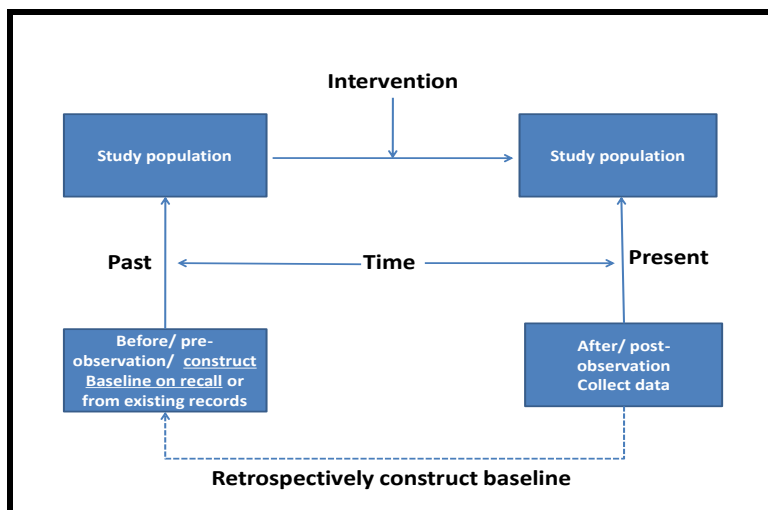 Intervention
Study population
Study population
Past
Time
Present
Before/ pre-
observation/ construct
Baseline on recall or
from existing records
After/ post-
observation
Collect data
Retrospectively construct baseline